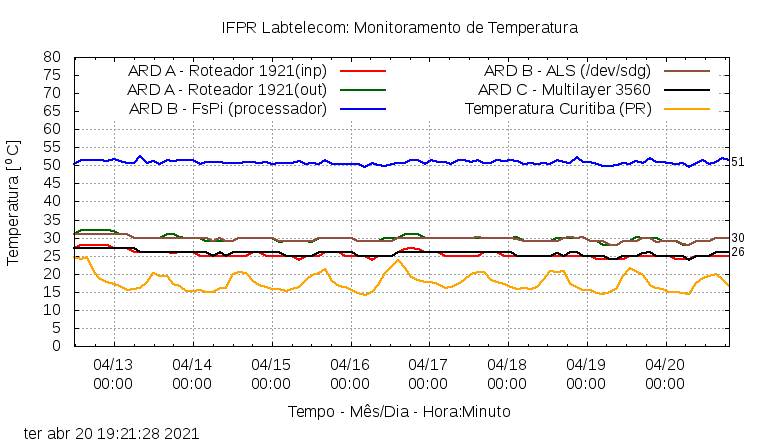 IFPR Labtelecom: Monitoramento de Temperatura
Temperatura [ ⁰C]
80
75
70
65
60
55
50
45
40
35
30
25
20
15
10
5
0
ARD A - Roteador 1921(inp)
ARD A - Roteador 1921(out)
ARD B - FsPi (processador)
ARD B - ALS (/dev/sdg)
ARD C - Multilayer 3560
Temperatura Curitiba (PR)
51
30
26
04/13 04/14 04/15 04/16 04/17 04/18 04/19 04/20
00:00 00:00 00:00 00:00 00:00 00:00 00:00 00:00
Tempo - Mês/Dia - Hora:Minuto
ter abr 20 19:21:28 2021